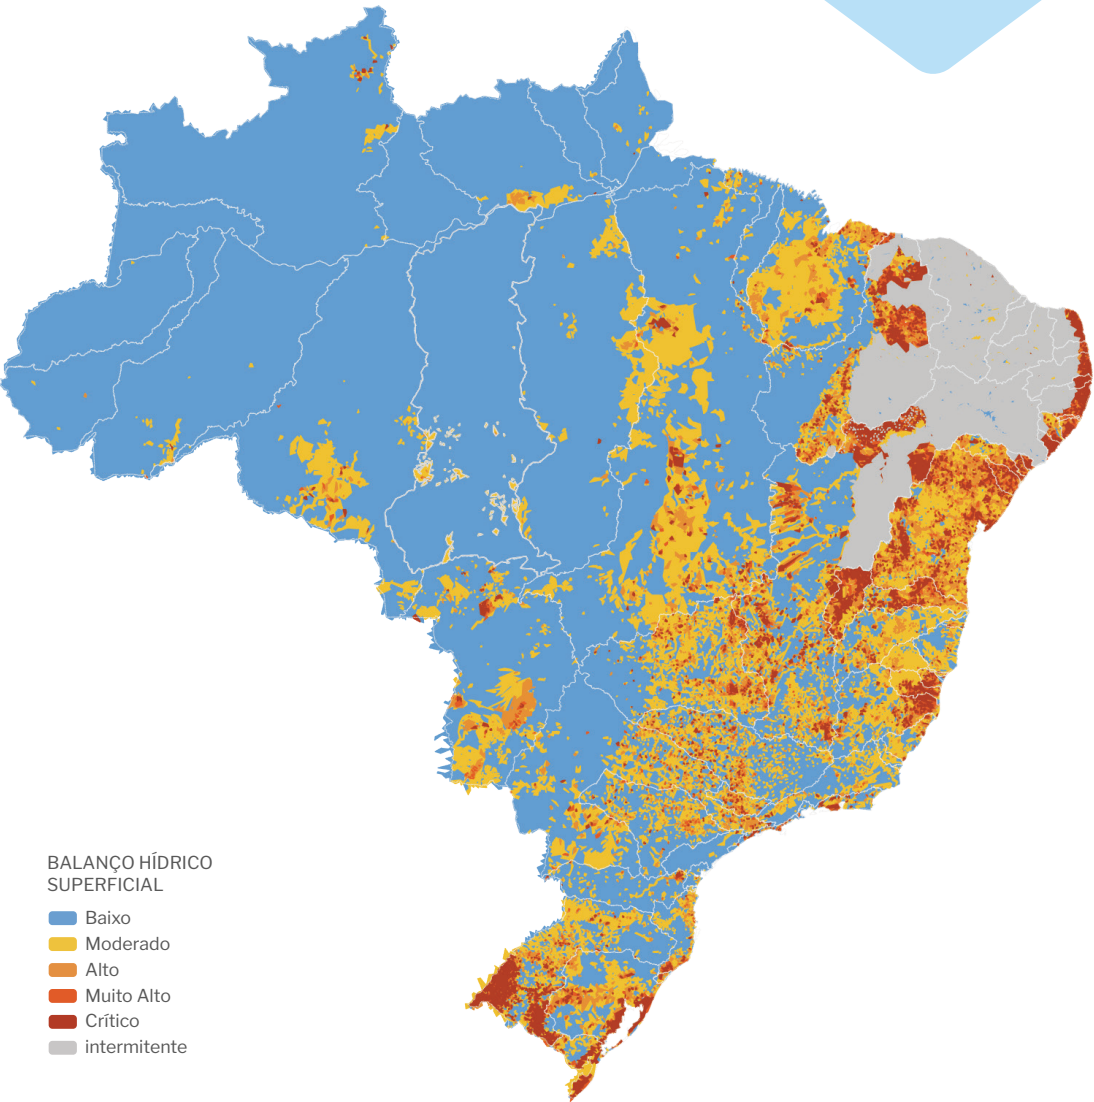 BALANÇO HÍDRICO
SUPERFICIAL
Baixo
Moderado
Alto
Muito Alto
Crítico
intermitente